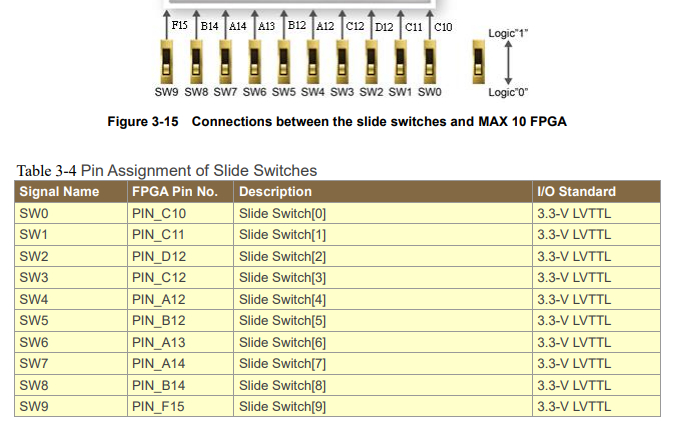 F15 B14 A14 A13 B12 A12 C12 D12 C11 C10
Logic"1"
SW9 SW8 SW7 SW6 SW5 SW4 SW3 SW2 SW1 SW0
Logic"0"
Figure 3-15 Connections between the slide switches and MAX 10 FPGA
Table 3-4 Pin Assignment of Slide Switches
Signal Name FPGA Pin No. Description I/O Standard
SW0 PIN_C10 Slide Switch[0] 3.3-V LVTTL
SW1 PIN_C11 Slide Switch[1] 3.3-V LVTTL
SW2 PIN_D12 Slide Switch[2] 3.3-V LVTTL
SW3 PIN_C12 Slide Switch[3] 3.3-V LVTTL
SW4 PIN_A12 Slide Switch[4] 3.3-V LVTTL
SW5 PIN_B12 Slide Switch[5] 3.3-V LVTTL
SW6 PIN_A13 Slide Switch[6] 3.3-V LVTTL
SW7 PIN_A14 Slide Switch[7] 3.3-V LVTTL
SW8 PIN_B14 Slide Switch[8] 3.3-V LVTTL
SW9 PIN_F15 Slide Switch[9] 3.3-V LVTTL